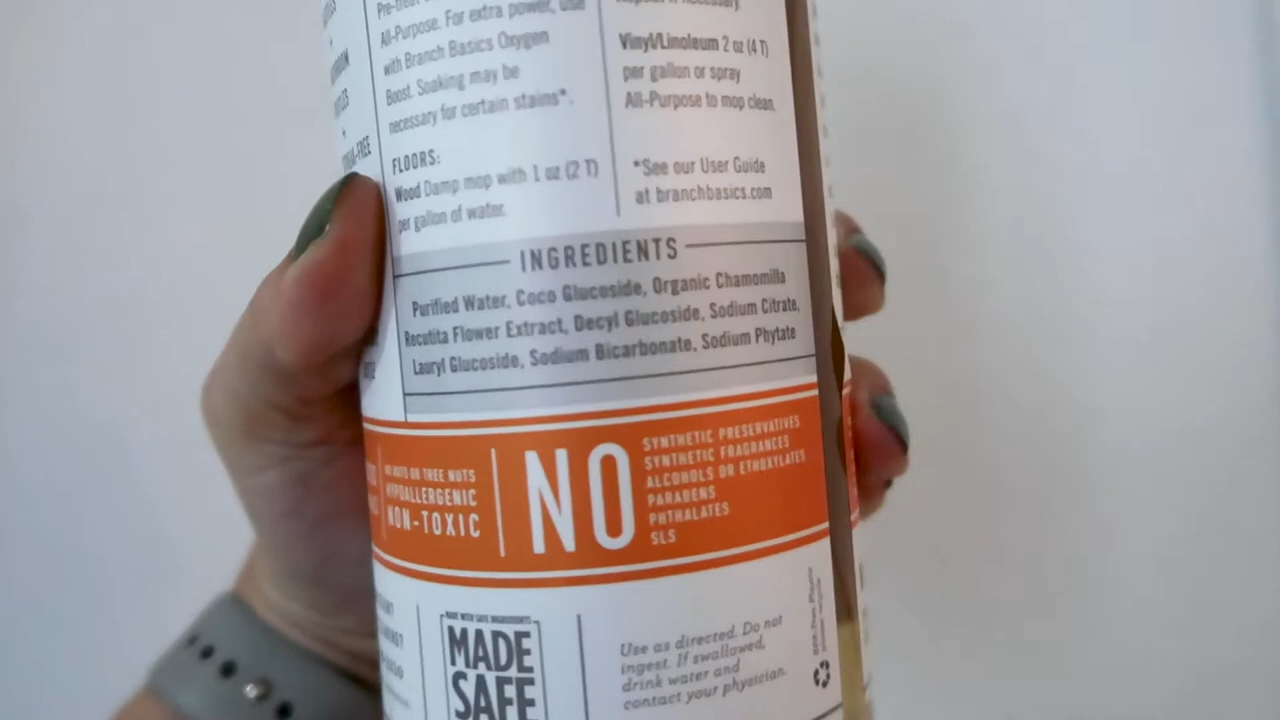 All-Purpose. For extra power, use
with Branch Basics Oxygen
Boost. Soaking may be
necessary for certain stains*.
FLOORS:
Wood Damp mop with 1 oz (2 T)
per gallon of water.
Vinyl/Linoleum 2 oz (4 T)
per gallon or spray
All-Purpose to mop clean.
*See our User Guide
at branchbasics.com
INGREDIENTS
Purified Water, Coco Glucoside, Organic Chamomilla
Recutita Flower Extract, Decyl Glucoside, Sodium Citrate,
Lauryl Glucoside, Sodium Bicarbonate, Sodium Phytate
NO NUTS OR TREE NUTS
HYPOALLERGENIC
NON-TOXIC
NO
SYNTHETIC PRESERVATIVES
SYNTHETIC FRAGRANCES
ALCOHOLS OR ETHOXYLATES
PARABENS
PHTHALATES
SLS
MADE WITH SAFE INGREDIENTS
MADE
SAFE
Use as directed. Do not
ingest. If swallowed,
drink water and
contact your physician.